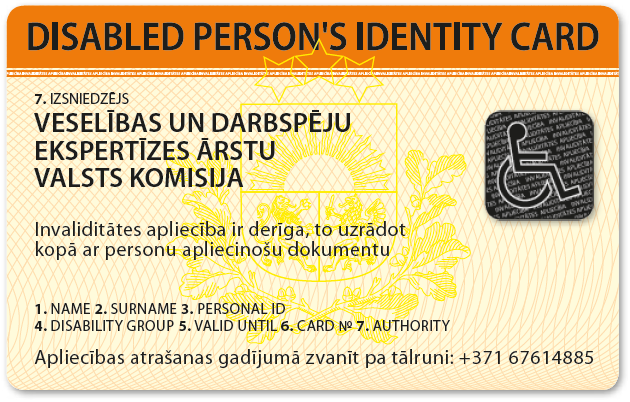 DISABLED PERSON'S IDENTITY CARD
7. IZSNIEDZĒJS
VESELĪBAS UN DARBSPĒJU
EKSPERTĪZES ĀRSTU
VALSTS KOMISIJA
Invaliditātes apliecība ir derīga, to uzrādot
kopā ar personu apliecinošu dokumentu
1. NAME 2. SURNAME 3. PERSONAL ID
4. DISABILITY GROUP 5. VALID UNTIL 6. CARD № 7. AUTHORITY
Apliecības atrašanas gadījumā zvanīt pa tālruni: +371 67614885